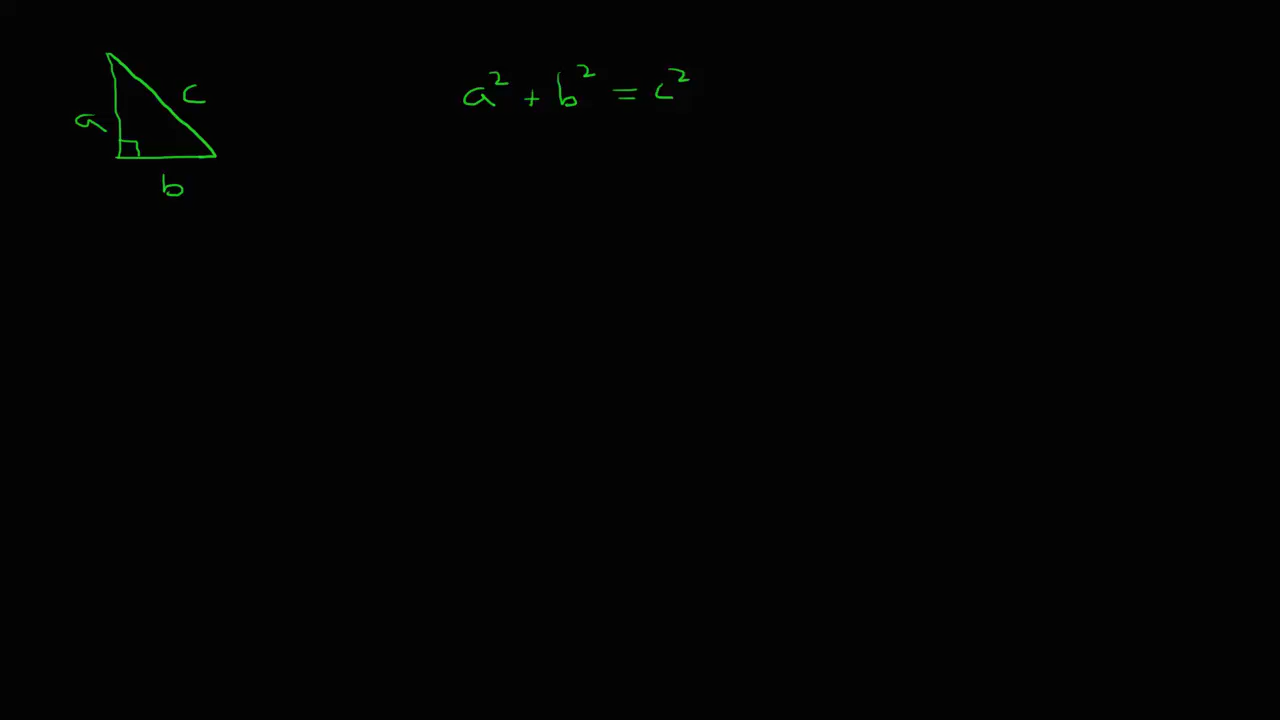 a² + b² = c²
c
a
b